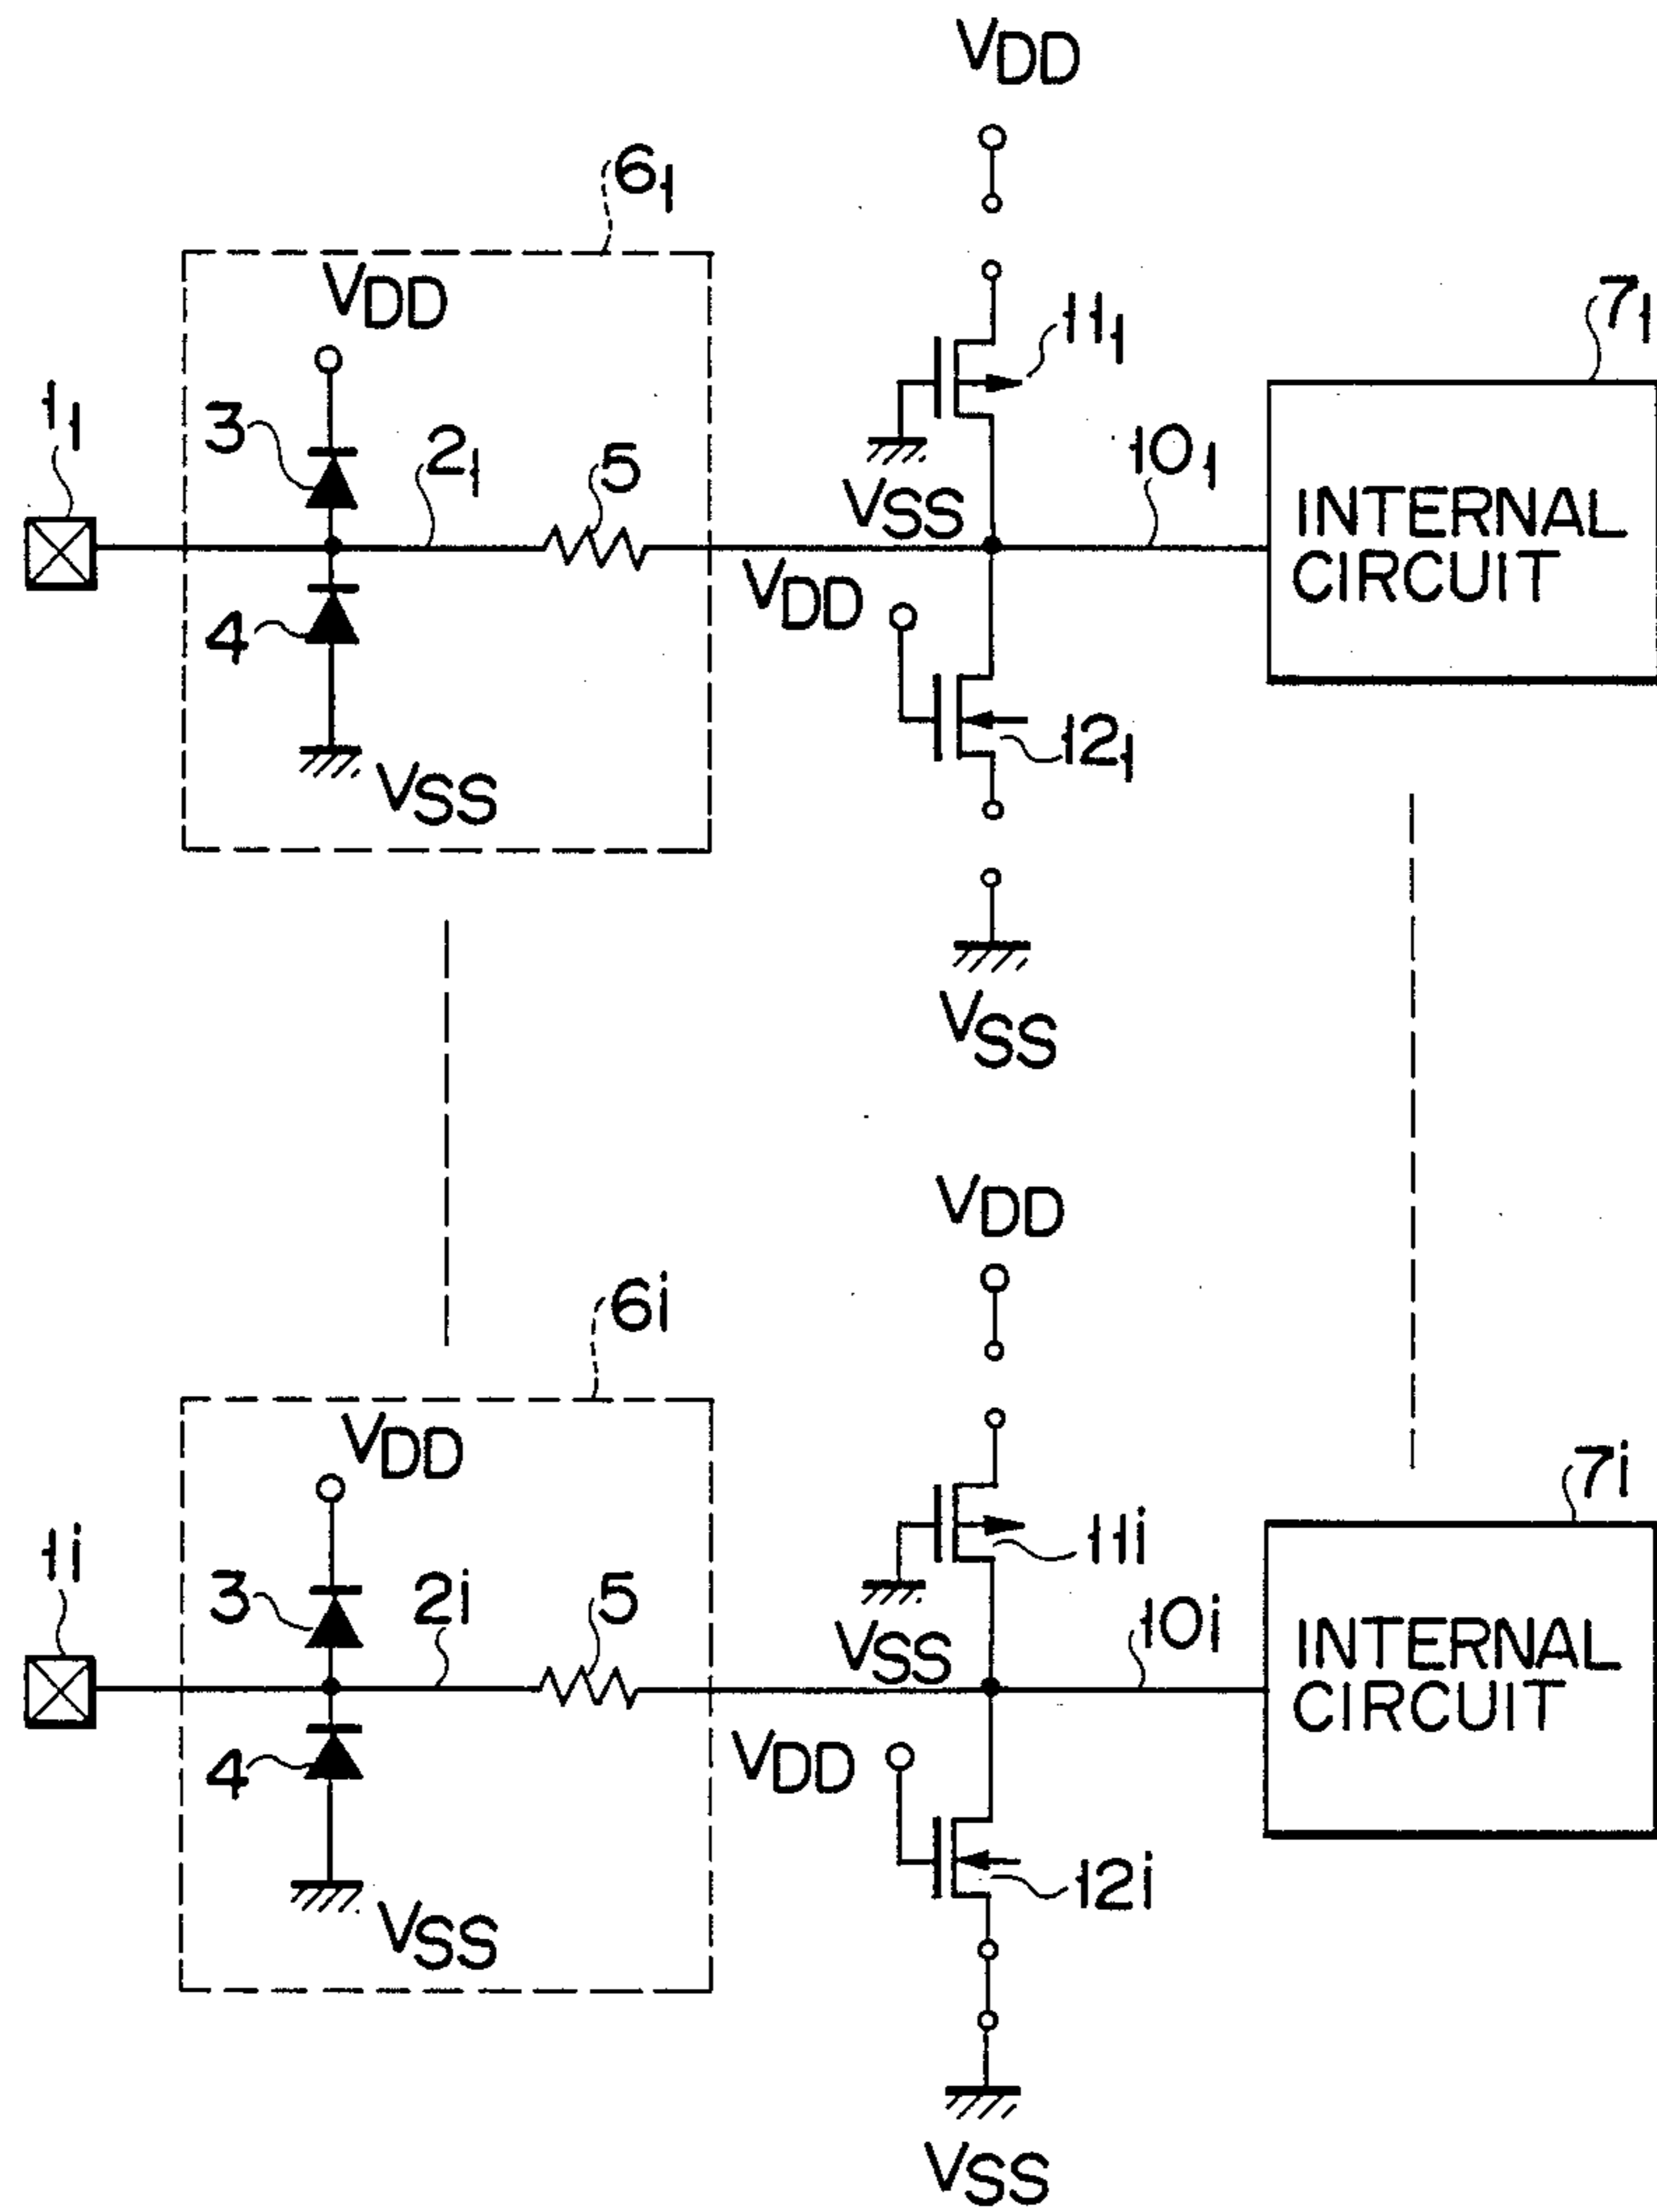 VDD
6₁
VDD
11₁
7₁
1₁
3
2₁
5
10₁
VSS
INTERNAL
CIRCUIT
VDD
4
12₁
VSS
VSS
VDD
6i
VDD
7i
1i
11i
3
2i
5
10i
VSS
INTERNAL
CIRCUIT
VDD
4
12i
VSS
VSS